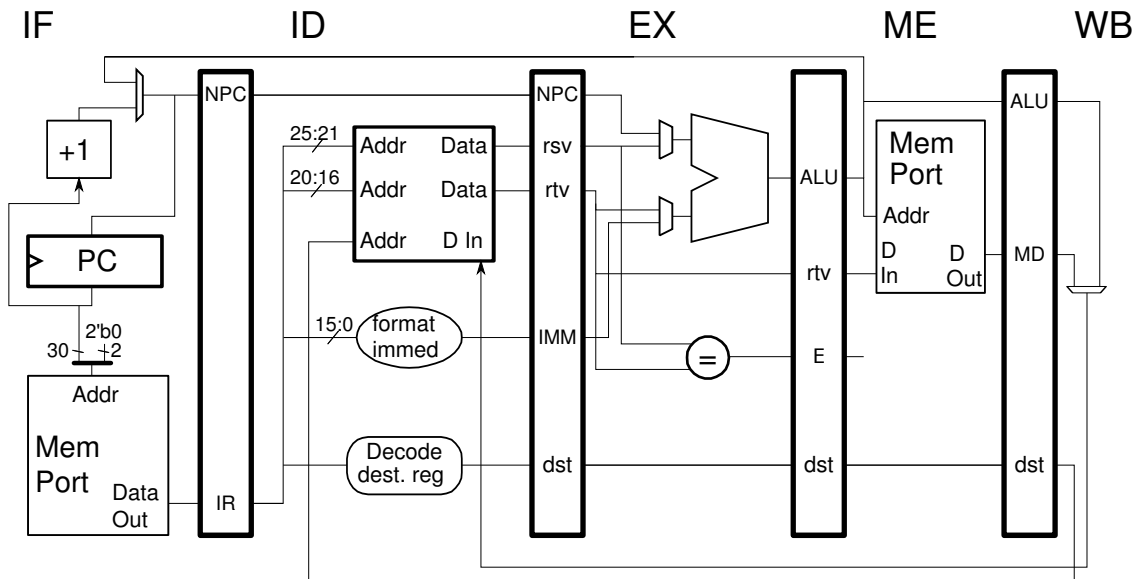 IF ID EX ME WB
NPC NPC ALU
25:21 Addr Data rsv
+1 Mem Port
20:16 Addr Data rtv ALU
Addr
Addr D In
PC D In D Out MD
rtv
2'b0
15:0 format immed IMM
30 2
= E
Addr
Mem Port
Decode dest. reg dst dst dst
Data Out IR